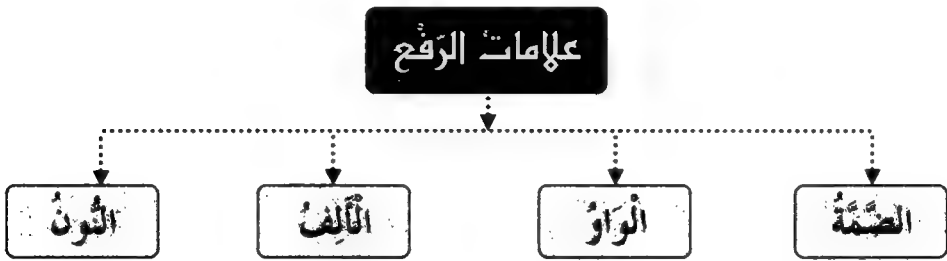 علامات الرَفْع
الضَّمَّةُ
الْوَاوُ
الْأَلِفُ
النُّونُ